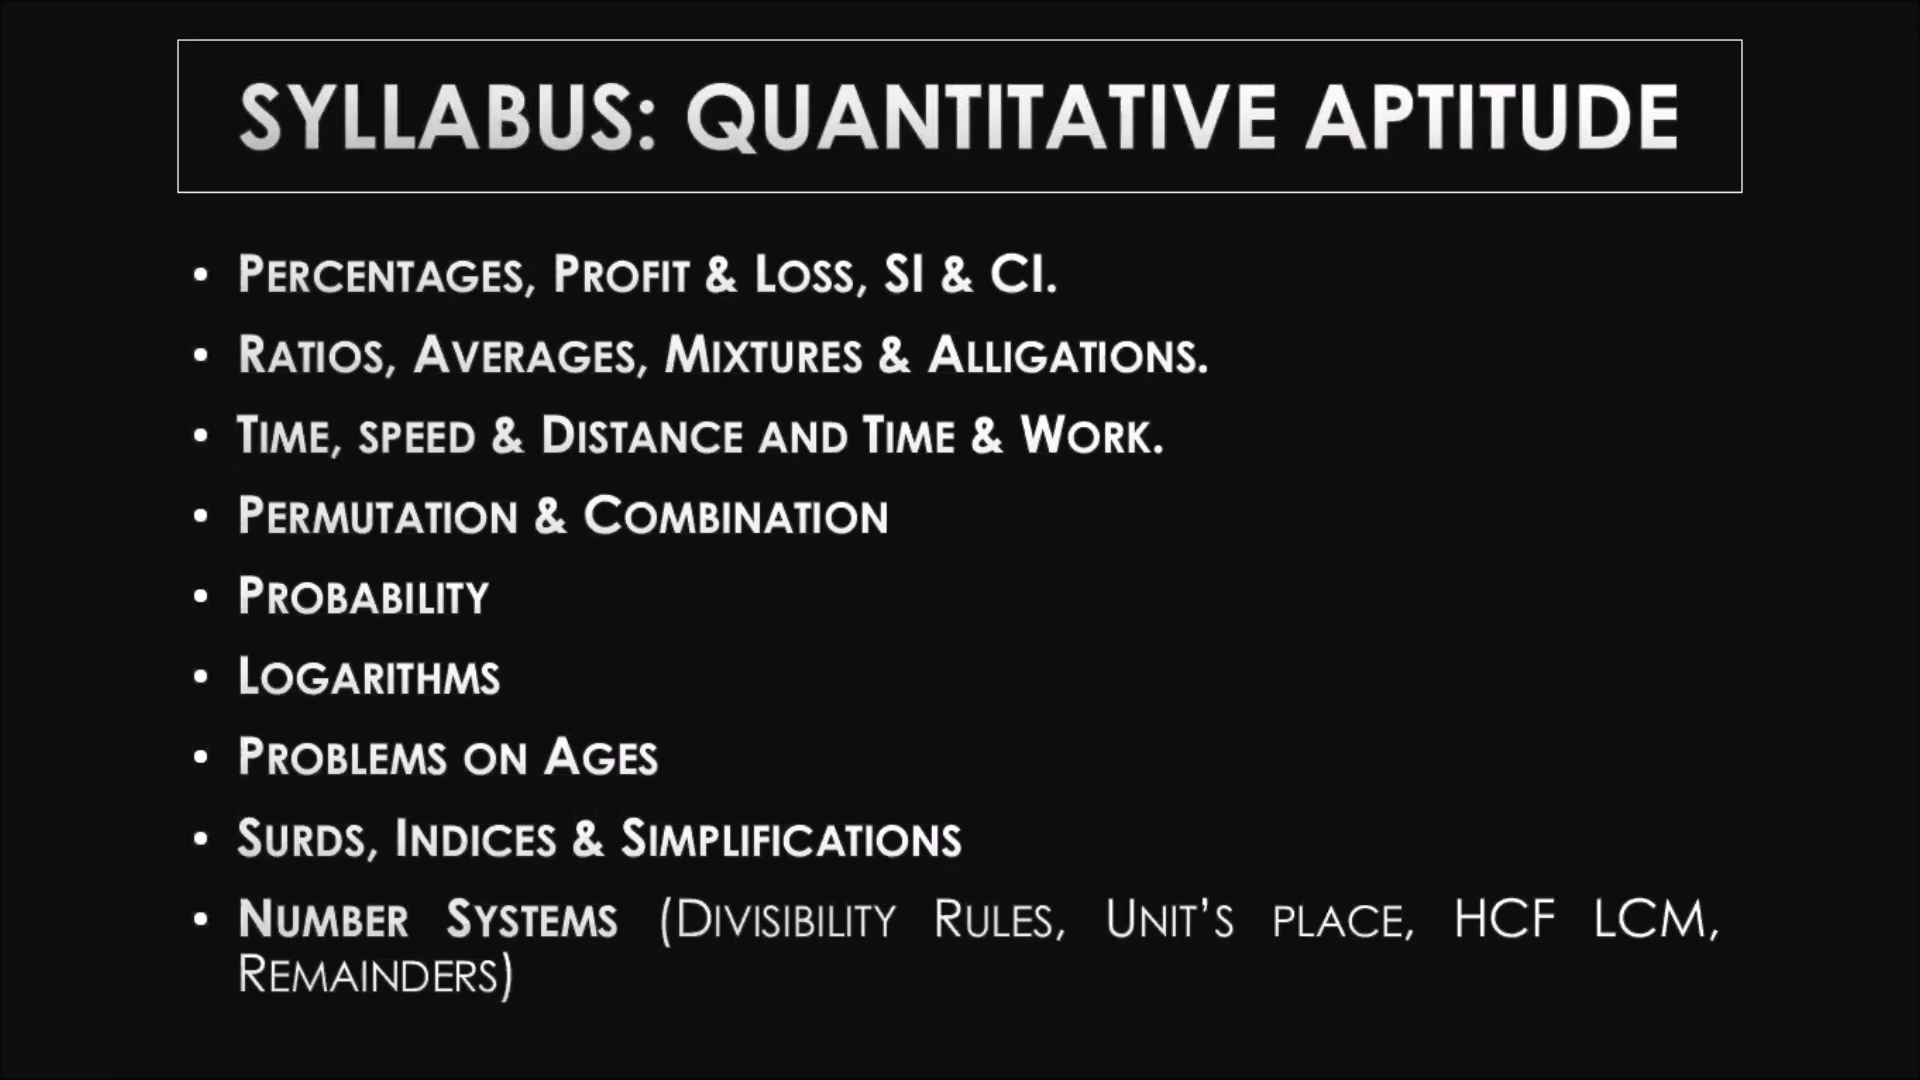 SYLLABUS: QUANTITATIVE APTITUDE
• PERCENTAGES, PROFIT & LOSS, SI & CI.
• RATIOS, AVERAGES, MIXTURES & ALLIGATIONS.
• TIME, SPEED & DISTANCE AND TIME & WORK.
• PERMUTATION & COMBINATION
• PROBABILITY
• LOGARITHMS
• PROBLEMS ON AGES
• SURDS, INDICES & SIMPLIFICATIONS
• NUMBER SYSTEMS (DIVISIBILITY RULES, UNIT’S PLACE, HCF LCM,
REMAINDERS)